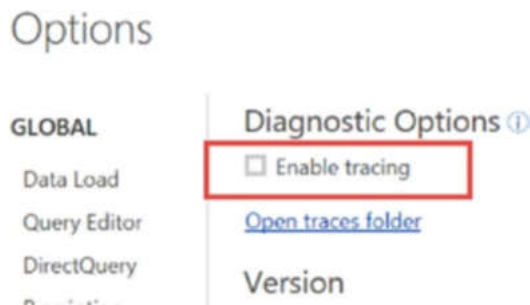 Options
GLOBAL
Data Load
Query Editor
DirectQuery
Diagnostic Options
Enable tracing
Open traces folder
Version